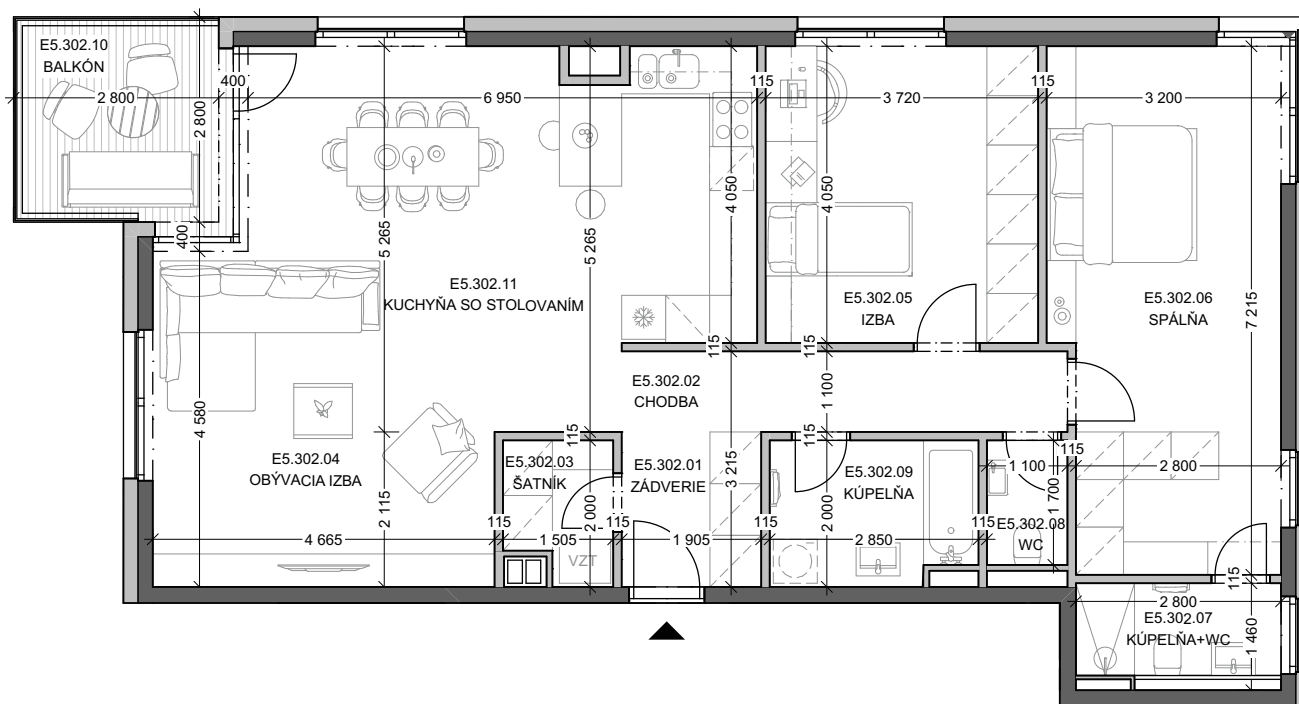 E5.302.10
BALKÓN
2 800
400
6 950
115
3 720
115
3 200
2 800
400
4 050
4 050
5 265
5 265
7 215
E5.302.11
KUCHYŇA SO STOLOVANÍM
E5.302.05
IZBA
E5.302.06
SPÁLŇA
115
115
E5.302.02
CHODBA
1 100
4 580
E5.302.04
OBÝVACIA IZBA
2 115
115
E5.302.03
ŠATNÍK
E5.302.01
ZÁDVERIE
3 215
115
E5.302.09
KÚPELŇA
115
1 100
2 800
1 700
2 000
2 000
E5.302.08
WC
4 665
115
1 505
115
1 905
115
2 850
115
VZT
115
2 800
E5.302.07
KÚPELŇA+WC
1 460